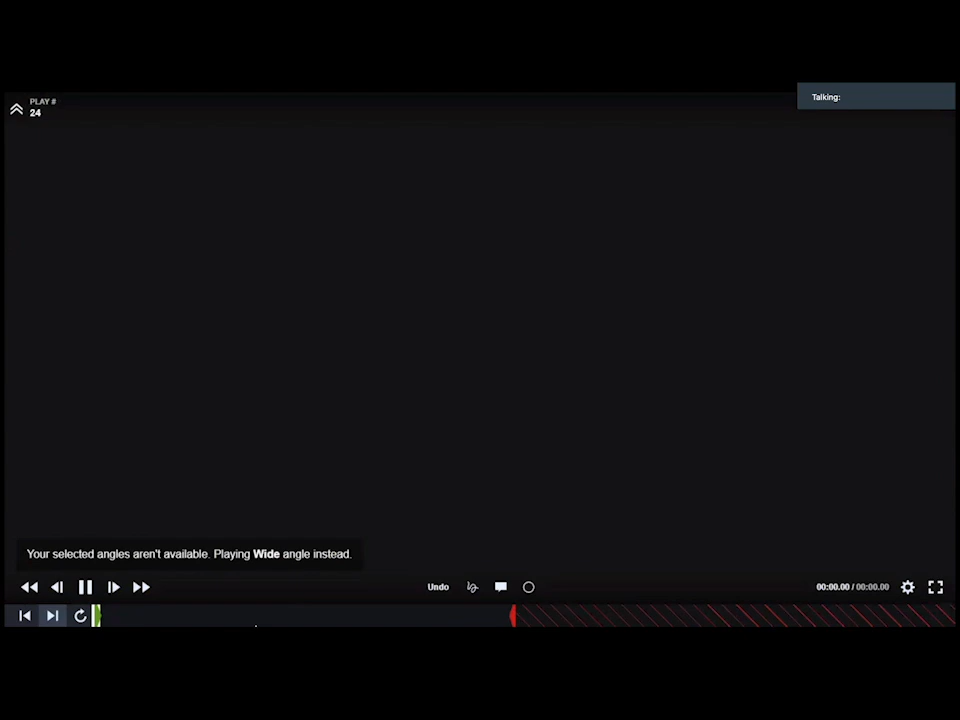 PLAY #
24
Talking:
Your selected angles aren't available. Playing Wide angle instead.
Undo
00:00.00 / 00:00.00